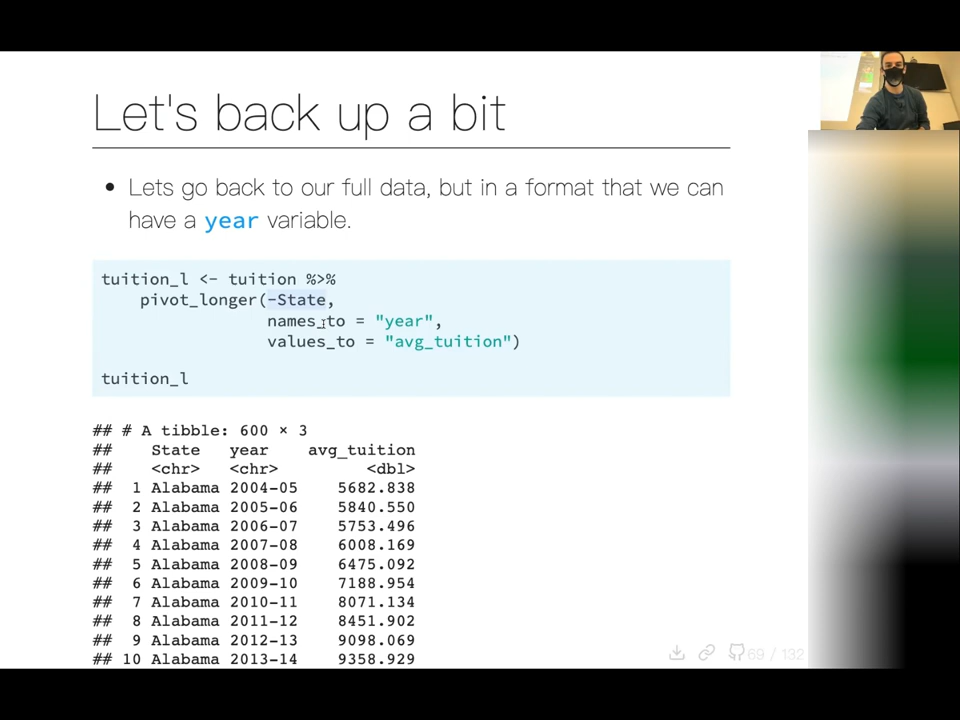 Let's back up a bit
Lets go back to our full data, but in a format that we can
have a year variable.
tuition_l <- tuition %>%
pivot_longer(-State,
names_to = "year",
values_to = "avg_tuition")
tuition_l
## # A tibble: 600 × 3
##    State   year    avg_tuition
##    <chr>   <chr>         <dbl>
##  1 Alabama 2004-05    5682.838
##  2 Alabama 2005-06    5840.550
##  3 Alabama 2006-07    5753.496
##  4 Alabama 2007-08    6008.169
##  5 Alabama 2008-09    6475.092
##  6 Alabama 2009-10    7188.954
##  7 Alabama 2010-11    8071.134
##  8 Alabama 2011-12    8451.902
##  9 Alabama 2012-13    9098.069
## 10 Alabama 2013-14    9358.929
69 / 132